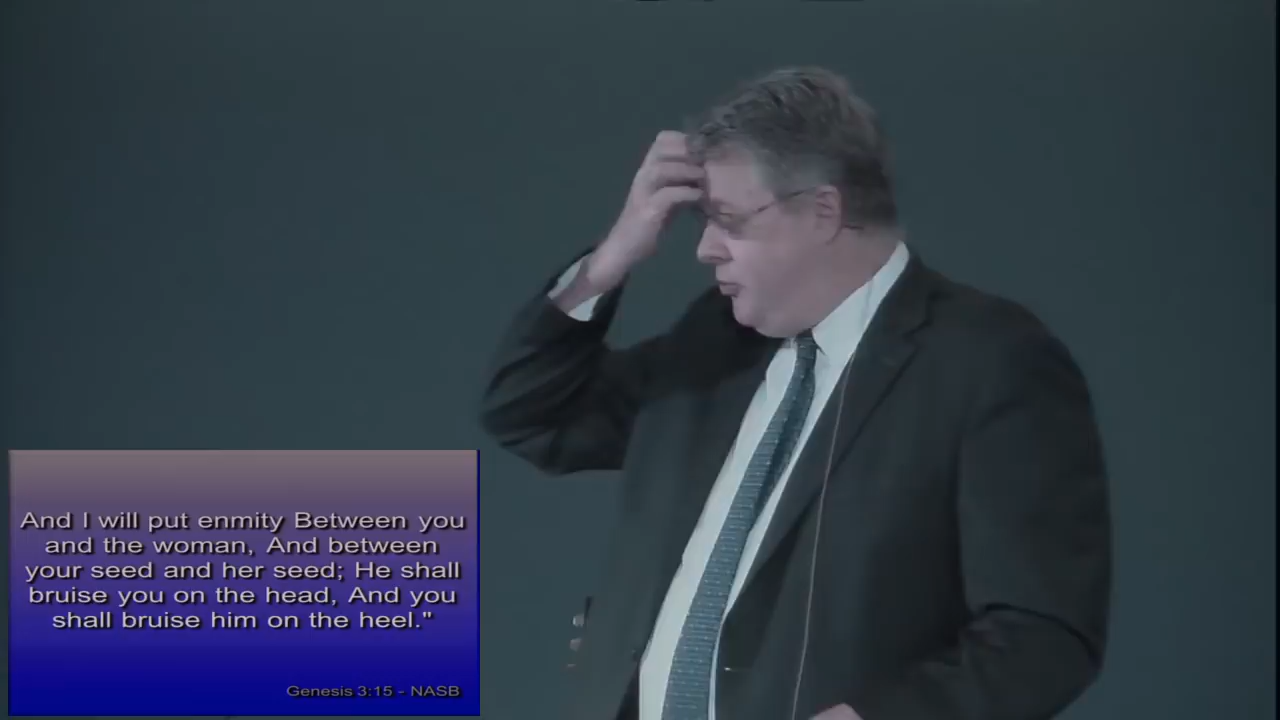 And I will put enmity Between you
and the woman, And between
your seed and her seed; He shall
bruise you on the head, And you
shall bruise him on the heel."
Genesis 3:15 - NASB